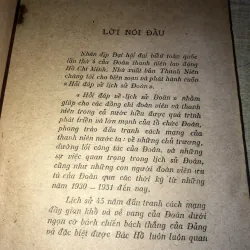 LỜI NÓI ĐẦU
Nhân dịp Đại hội đại biểu toàn quốc
lần thứ 4 của Đoàn thanh niên lao động
Hồ Chí Minh, Nhà xuất bản Thanh Niên
chúng tôi cho biên soạn và phát hành cuốn
« Hỏi đáp về lịch sử Đoàn »
« Hỏi đáp về lịch sử Đoàn » nhằm
giúp cho các đồng chí đoàn viên và thanh
niên trong cả nước hiểu được quá trình
phát triển và lớn mạnh của tổ chức Đoàn,
phong trào đấu tranh cách mạng của
thanh niên nước ta; về những chủ trương,
đường lối công tác của Đoàn, những
sự việc quan trọng trong lịch sử Đoàn,
cũng như những con người đoàn viên ưu
tú của Đoàn qua các thời kỳ từ những
năm 1930 - 1931 đến nay.
Lịch sử 45 năm đấu tranh cách mạng
đầy gian khổ và vẻ vang của Đoàn dưới
ngọn cờ bách chiến bách thắng của Đảng
và đặc biệt được Bác Hồ luôn luôn quan